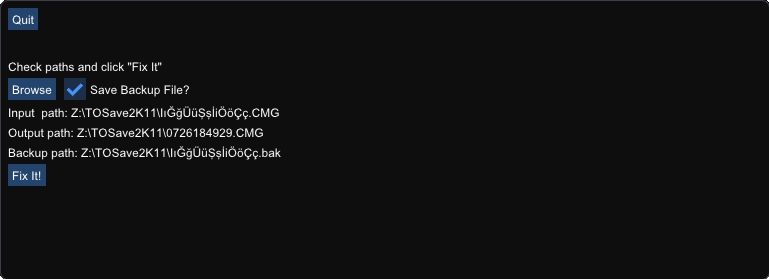 Quit
Check paths and click "Fix It"
Browse Save Backup File?
Input  path: Z:\TOSave2K11\IıĞğÜüŞşİiÖöÇç.CMG
Output path: Z:\TOSave2K11\0726184929.CMG
Backup path: Z:\TOSave2K11\IıĞğÜüŞşİiÖöÇç.bak
Fix It!